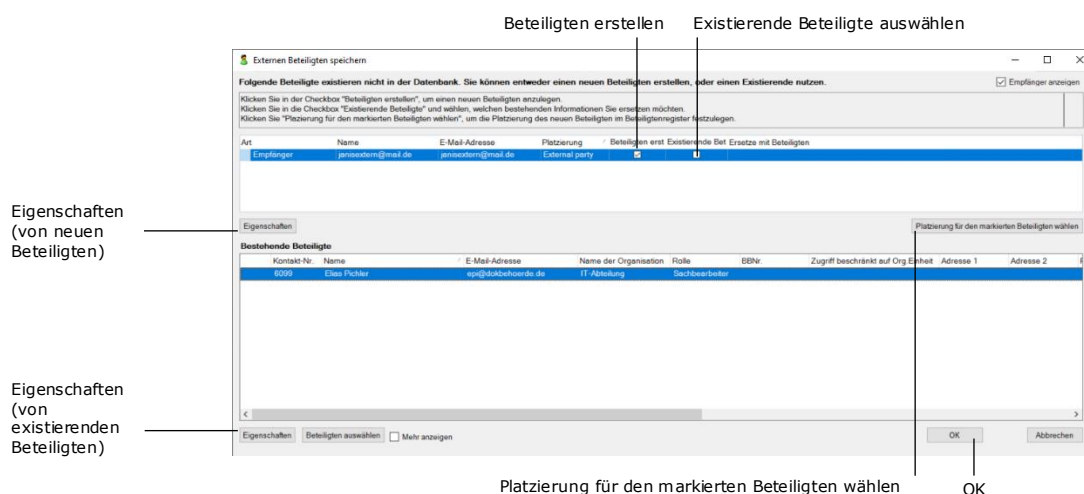 Beteiligten erstellen
Existierende Beteiligte auswählen
Externen Beteiligten speichern
Folgende Beteiligte existieren nicht in der Datenbank. Sie können entweder einen neuen Beteiligten erstellen, oder einen Existierende nutzen.
Empfänger anzeigen
Klicken Sie in der Checkbox "Beteiligten erstellen", um einen neuen Beteiligten anzulegen.
Klicken Sie in die Checkbox "Existierende Beteiligte" und wählen, welchen bestehenden Informationen Sie ersetzen möchten.
Klicken Sie "Plazierung für den markierten Beteiligten wählen", um die Platzierung des neuen Beteiligten im Beteiligtenregister festzulegen.
Art Name E-Mail-Adresse Platzierung Beteiligten erst Existierende Bet Ersetze mit Beteiligten
Empfänger janisextern@mail.de janisextern@mail.de External party
Eigenschaften
(von neuen
Beteiligten)
Eigenschaften
Platzierung für den markierten Beteiligten wählen
Bestehende Beteiligte
Kontakt-Nr. Name E-Mail-Adresse Name der Organisation Rolle BBNr. Zugriff beschränkt auf Org.Einheit Adresse 1 Adresse 2
6099 Elias Pichler epi@dokbehoerde.de IT-Abteilung Sachbearbeiter
Eigenschaften
(von
existierenden
Beteiligten)
Eigenschaften Beteiligten auswählen Mehr anzeigen OK Abbrechen
Platzierung für den markierten Beteiligten wählen
OK